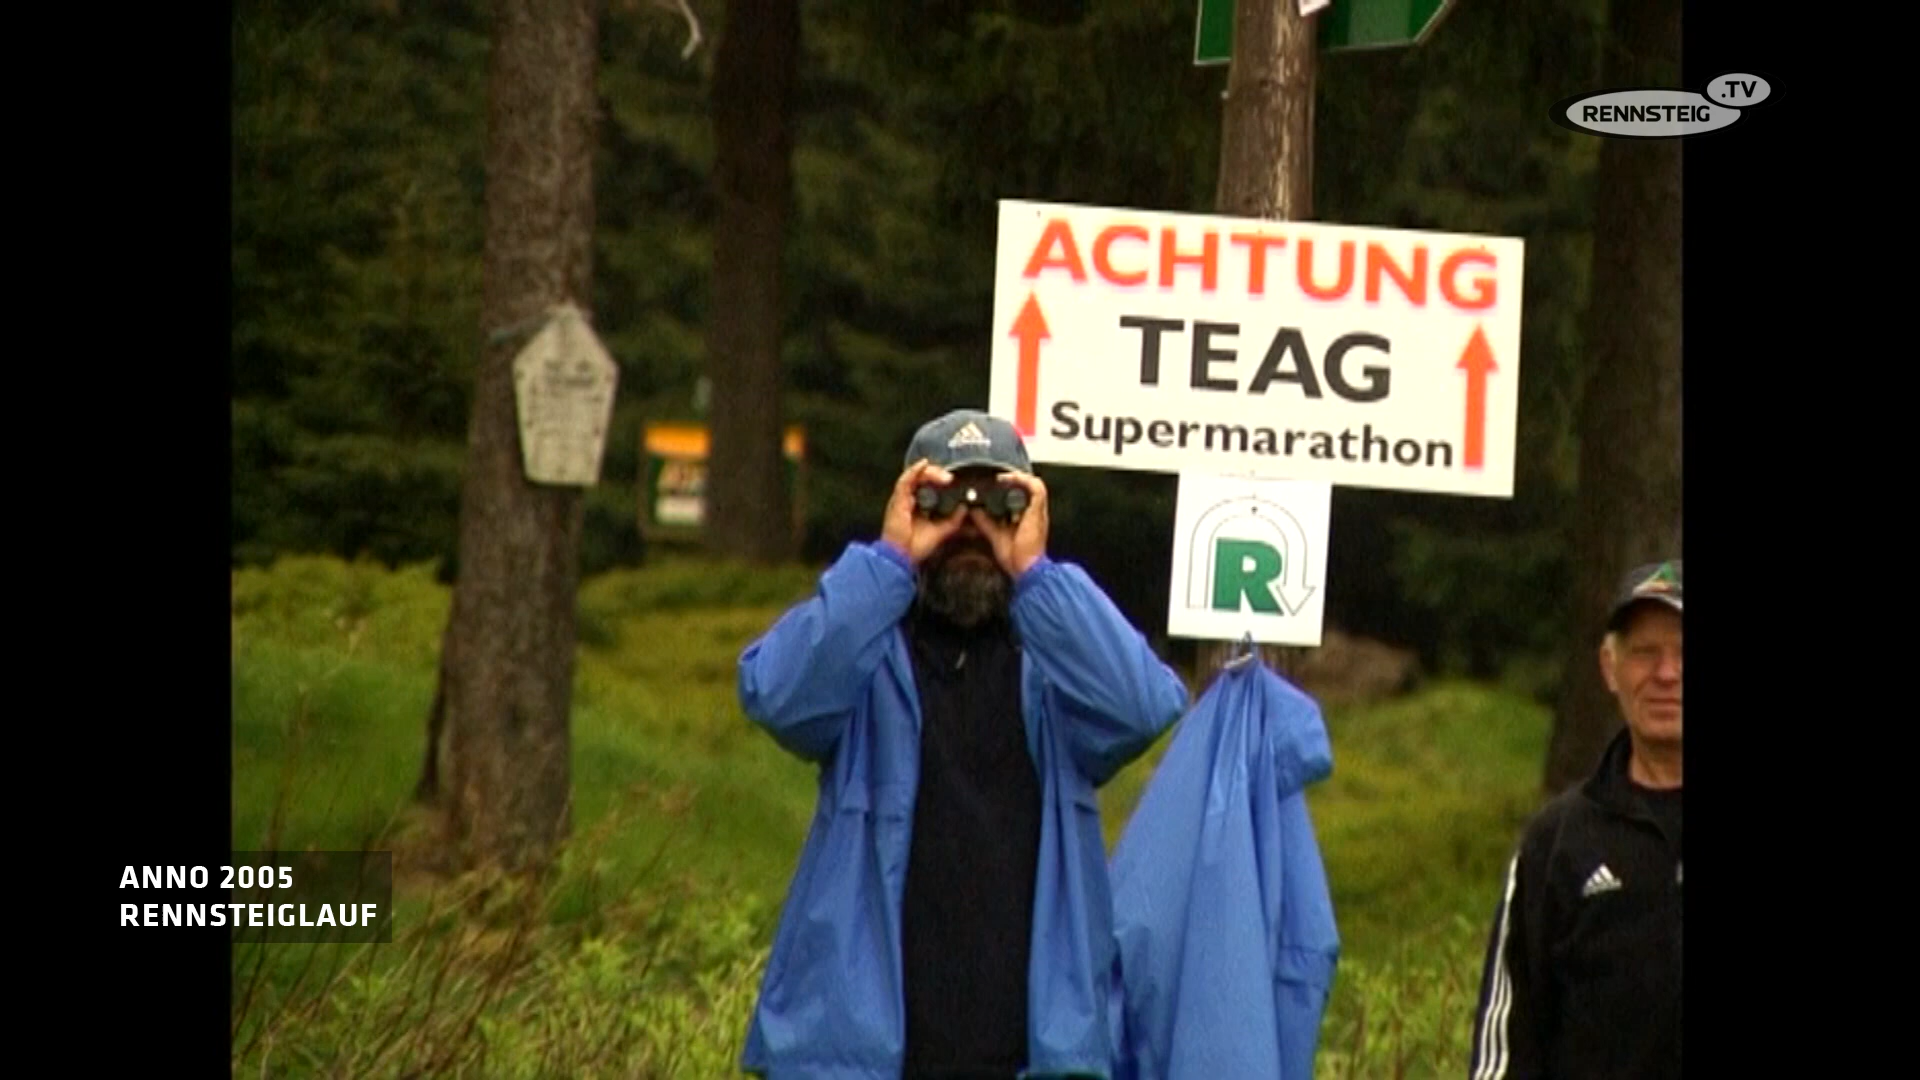 .TV
RENNSTEIG
ACHTUNG
TEAG
Supermarathon
R
ANNO 2005
RENNSTEIGLAUF